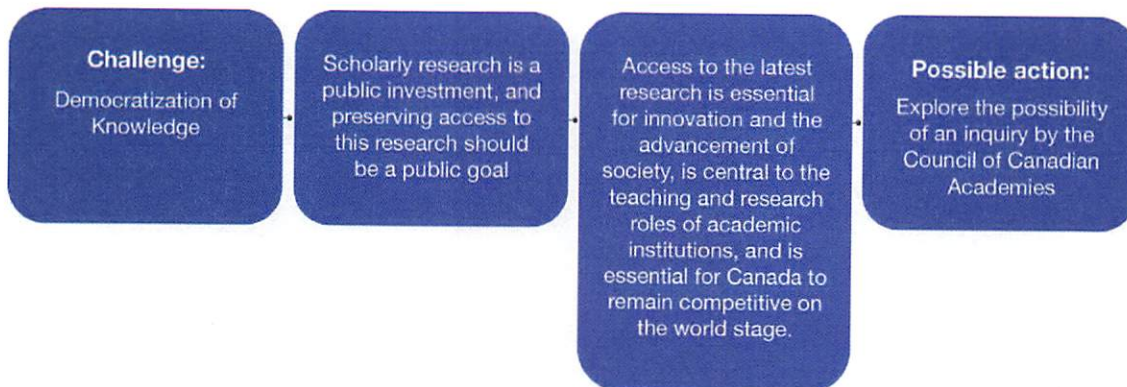 Challenge:
Democratization of
Knowledge
Scholarly research is a
public investment, and
preserving access to
this research should
be a public goal
Access to the latest
research is essential
for innovation and the
advancement of
society, is central to the
teaching and research
roles of academic
institutions, and is
essential for Canada to
remain competitive on
the world stage.
Possible action:
Explore the possibility
of an inquiry by the
Council of Canadian
Academies